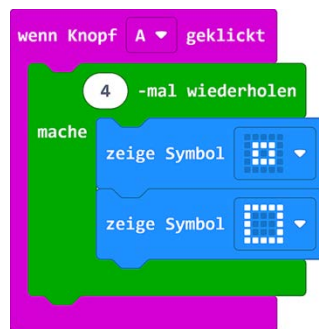 wenn Knopf A geklickt
4 -mal wiederholen
mache
zeige Symbol
zeige Symbol